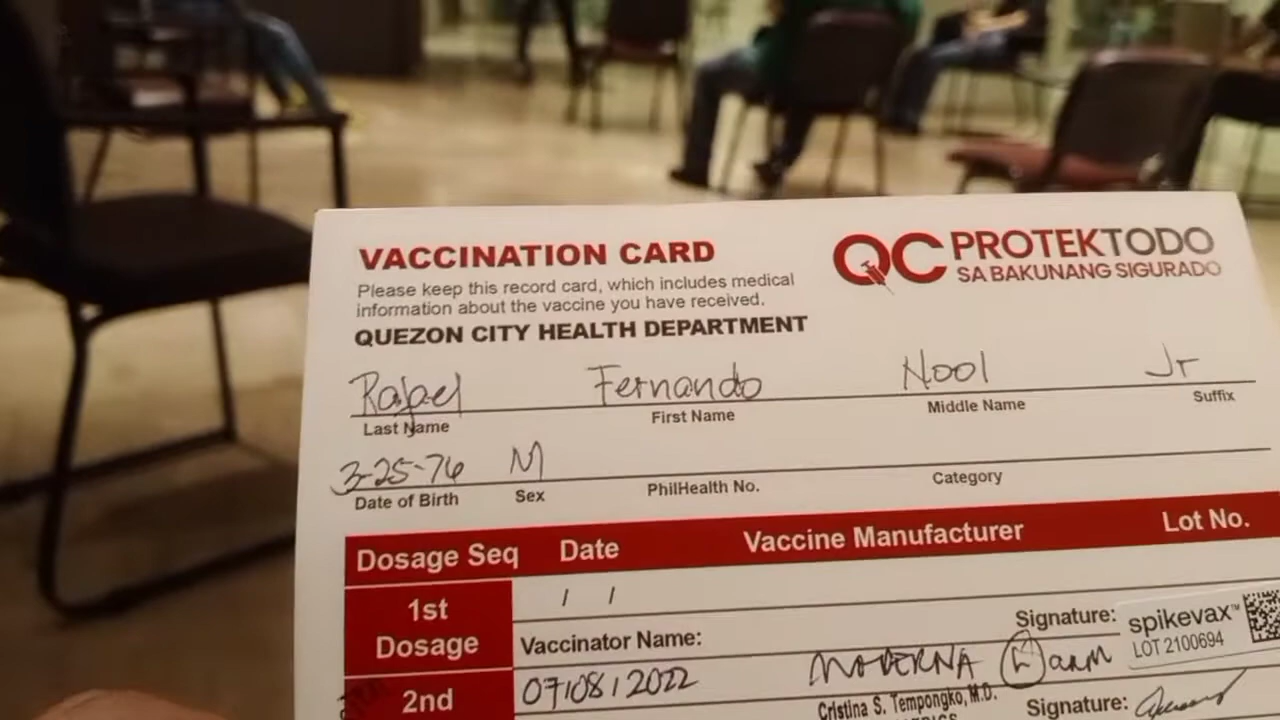 VACCINATION CARD
QC PROTEKTODO
SA BAKUNANG SIGURADO
Please keep this record card, which includes medical
information about the vaccine you have received.
QUEZON CITY HEALTH DEPARTMENT
Rafael Fernando Nool Jr
Last Name First Name Middle Name Suffix
3-25-76 M
Date of Birth Sex PhilHealth No. Category
Dosage Seq Date Vaccine Manufacturer Lot No.
1st Dosage / /
Vaccinator Name: Signature:
spikevax™
LOT 2100694
2nd 07/08/2022 MODERNA (L) arm
Cristina S. Tempongko, M.D. Signature: